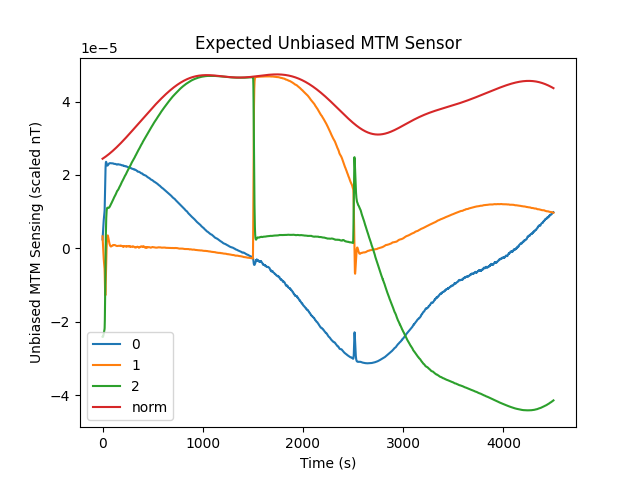 Expected Unbiased MTM Sensor
1e−5
4
2
0
−2
−4
Unbiased MTM Sensing (scaled nT)
0
1
2
norm
0
1000
2000
3000
4000
Time (s)